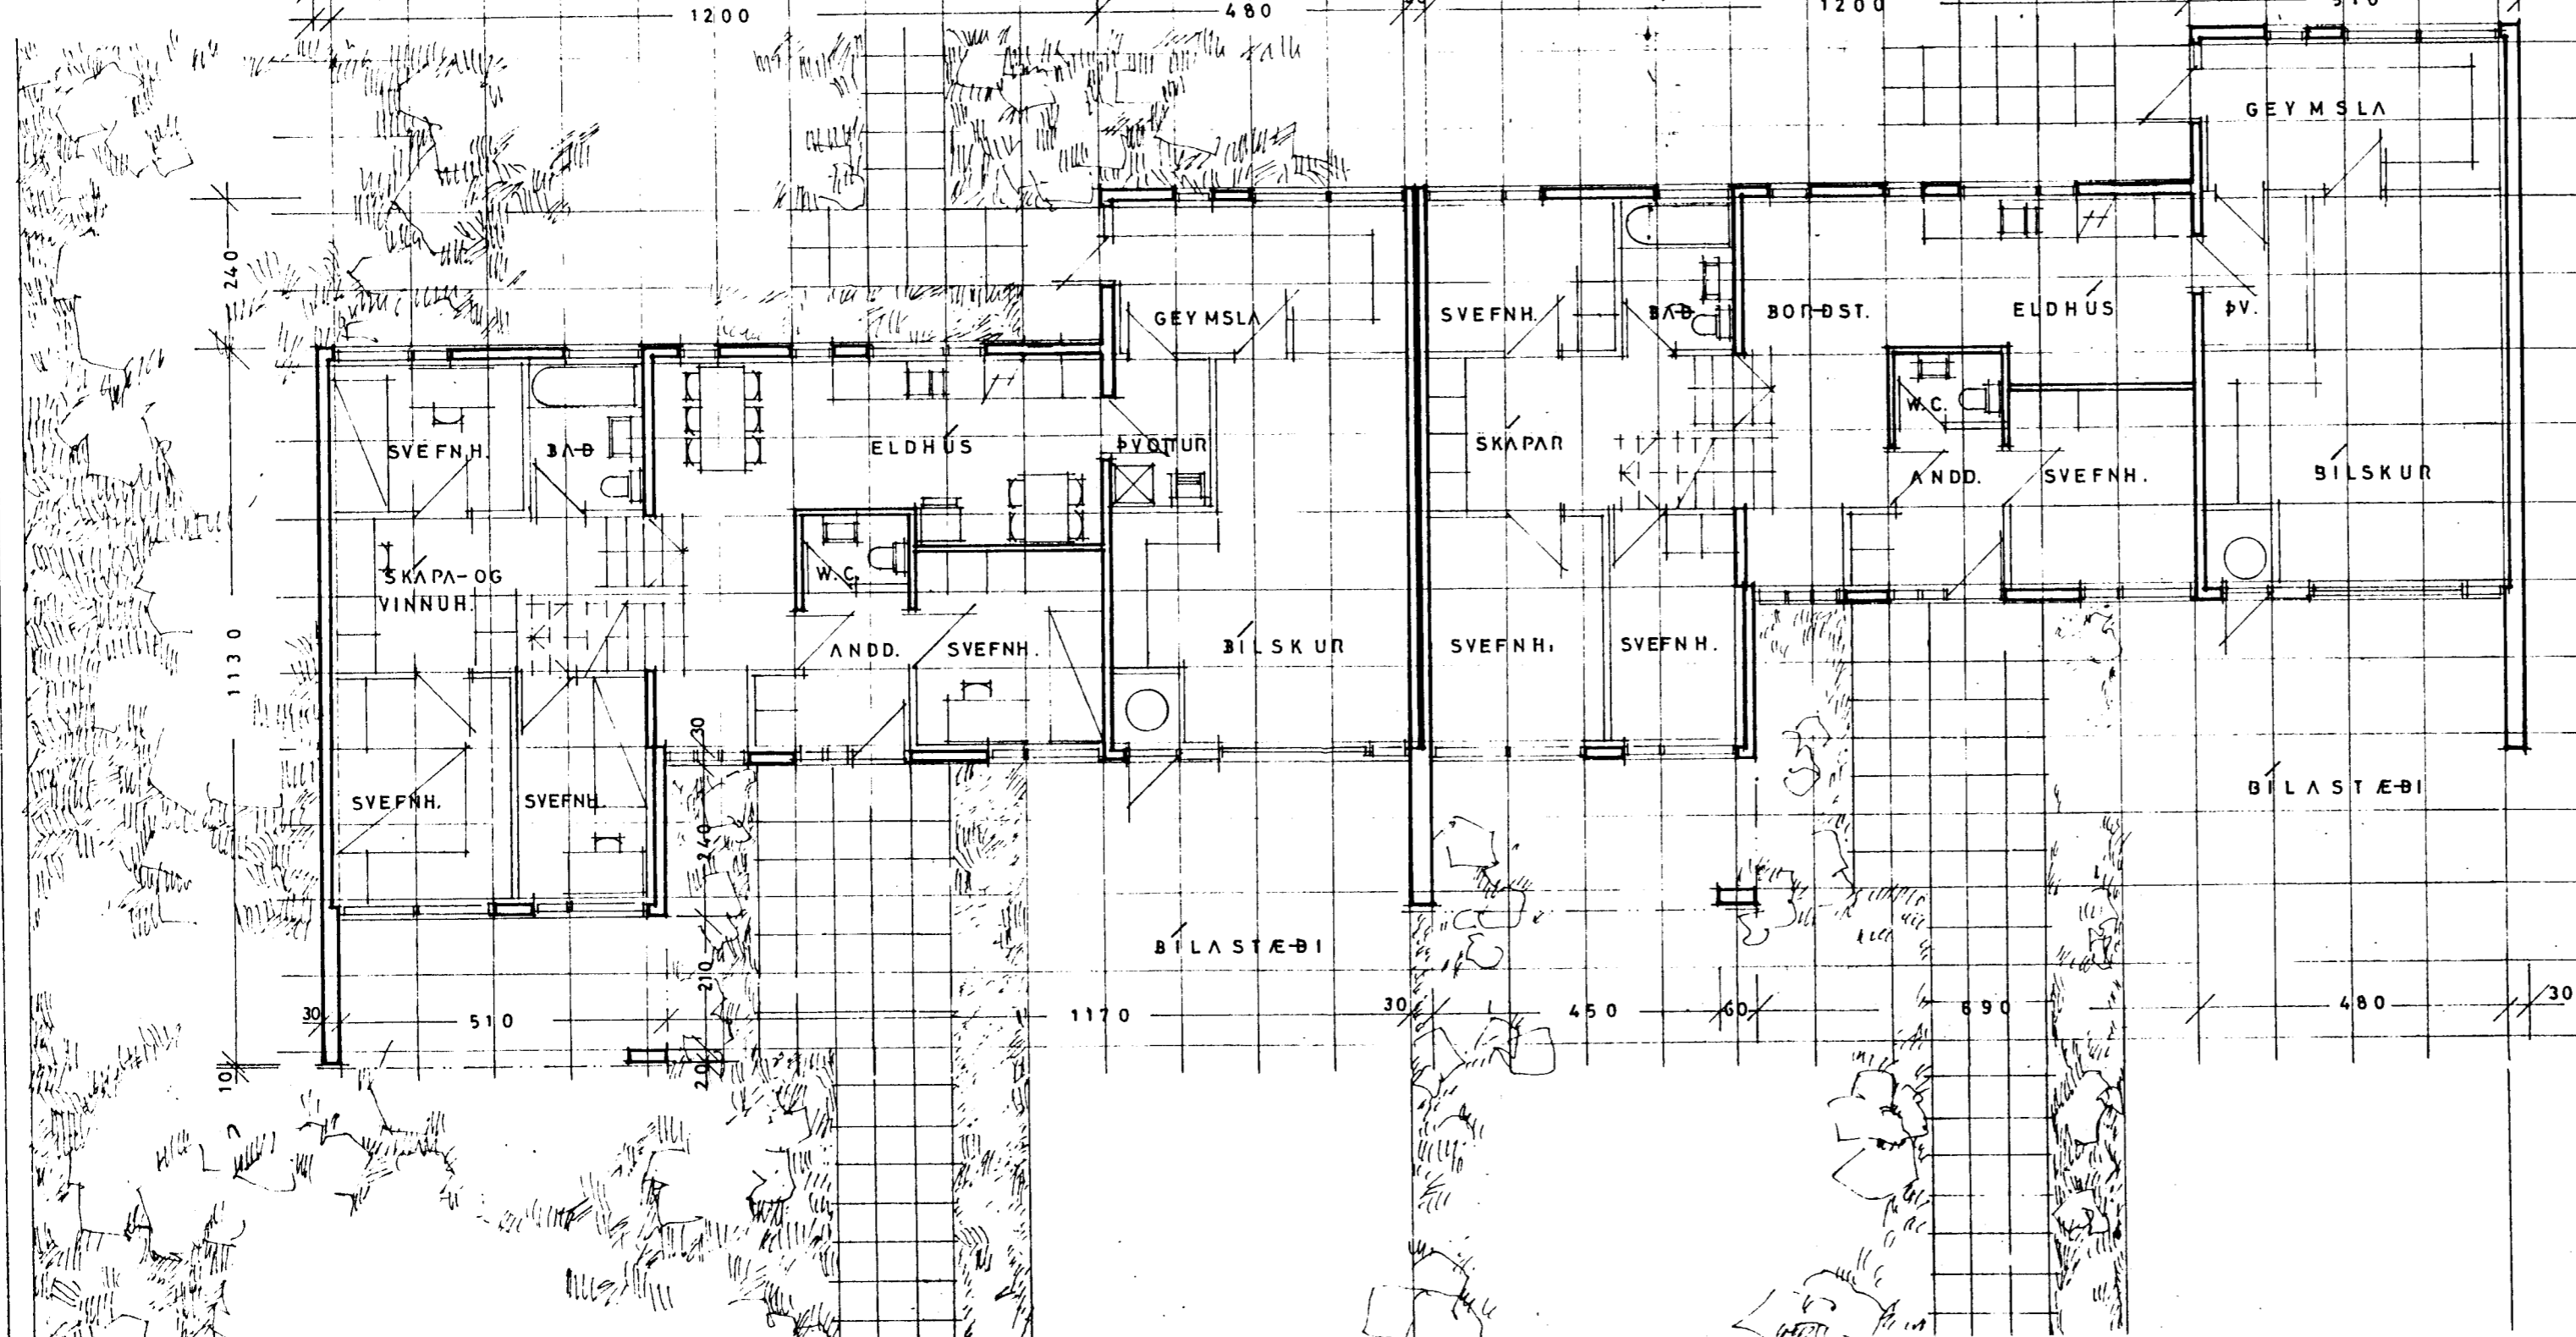 1200
480
1200
GEYMSLA
240
GEYMSLA
SVEFNH.
BAÐ
BORÐST.
ELDHÚS
ÞV.
SVEFNH.
BAÐ
ELDHÚS
ÞVOTTUR
SKÁPAR
W.C.
ANDD.
SVEFNH.
BÍLSKUR
SKÁPA-OG
VINNUH.
W.C.
1130
ANDD.
SVEFNH.
BÍLSKUR
SVEFNH.
SVEFNH.
30
SVEFNH.
SVEFNH.
240
BÍLASTÆÐI
BÍLASTÆÐI
210
30
510
1170
30
450
60
690
480
30
10
20